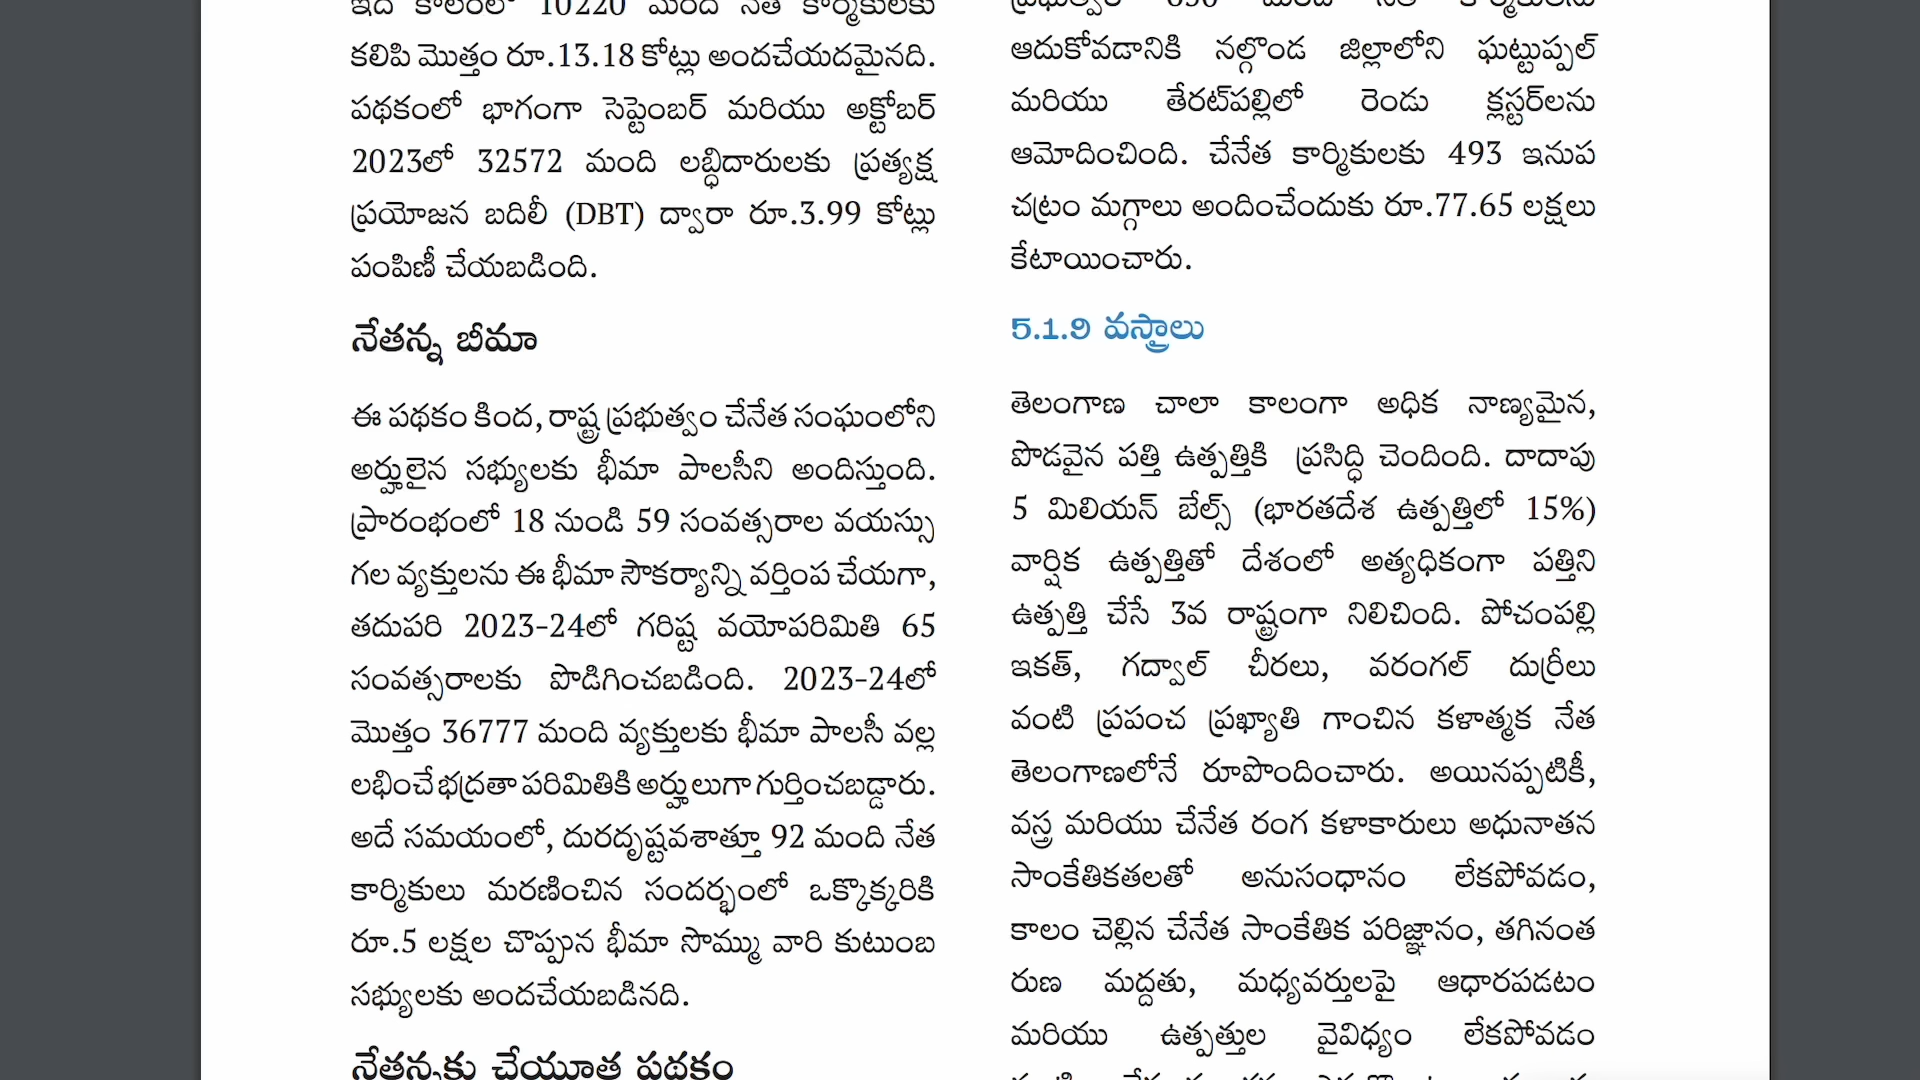 10220 మంది నేత కార్మికులకు
కలిపి మొత్తం రూ.13.18 కోట్లు అందచేయదమైనది.
పథకంలో భాగంగా సెప్టెంబర్ మరియు అక్టోబర్
2023లో 32572 మంది లబ్ధిదారులకు ప్రత్యక్ష
ప్రయోజన బదిలీ (DBT) ద్వారా రూ.3.99 కోట్లు
పంపిణీ చేయబడింది.
నేతన్న బీమా
ఈ పథకం కింద, రాష్ట్ర ప్రభుత్వం చేనేత సంఘంలోని
అర్హులైన సభ్యులకు భీమా పాలసీని అందిస్తుంది.
ప్రారంభంలో 18 నుండి 59 సంవత్సరాల వయస్సు
గల వ్యక్తులను ఈ భీమా సౌకర్యాన్ని వర్తింప చేయగా,
తదుపరి 2023-24లో గరిష్ట వయోపరిమితి 65
సంవత్సరాలకు పొడిగించబడింది. 2023-24లో
మొత్తం 36777 మంది వ్యక్తులకు భీమా పాలసీ వల్ల
లభించే భద్రతా పరిమితికి అర్హులుగా గుర్తించబడ్డారు.
అదే సమయంలో, దురదృష్టవశాత్తూ 92 మంది నేత
కార్మికులు మరణించిన సందర్భంలో ఒక్కొక్కరికి
రూ.5 లక్షల చొప్పున భీమా సొమ్ము వారి కుటుంబ
సభ్యులకు అందచేయబడినది.
నేతన్నకు చేయూత పథకం
ఆదుకోవడానికి నల్గొండ జిల్లాలోని ఘట్టుప్పల్
మరియు తేరట్‌పల్లిలో రెండు క్లస్టర్‌లను
ఆమోదించింది. చేనేత కార్మికులకు 493 ఇనుప
చట్రం మగ్గాలు అందించేందుకు రూ.77.65 లక్షలు
కేటాయించారు.
5.1.9 వస్త్రాలు
తెలంగాణ చాలా కాలంగా అధిక నాణ్యమైన,
పొడవైన పత్తి ఉత్పత్తికి ప్రసిద్ధి చెందింది. దాదాపు
5 మిలియన్ బేల్స్ (భారతదేశ ఉత్పత్తిలో 15%)
వార్షిక ఉత్పత్తితో దేశంలో అత్యధికంగా పత్తిని
ఉత్పత్తి చేసే 3వ రాష్ట్రంగా నిలిచింది. పోచంపల్లి
ఇకత్, గద్వాల్ చీరలు, వరంగల్ దుర్రీలు
వంటి ప్రపంచ ప్రఖ్యాతి గాంచిన కళాత్మక నేత
తెలంగాణలోనే రూపొందించారు. అయినప్పటికీ,
వస్త్ర మరియు చేనేత రంగ కళాకారులు అధునాతన
సాంకేతికతలతో అనుసంధానం లేకపోవడం,
కాలం చెల్లిన చేనేత సాంకేతిక పరిజ్ఞానం, తగినంత
రుణ మద్దతు, మధ్యవర్తులపై ఆధారపడటం
మరియు ఉత్పత్తుల వైవిధ్యం లేకపోవడం